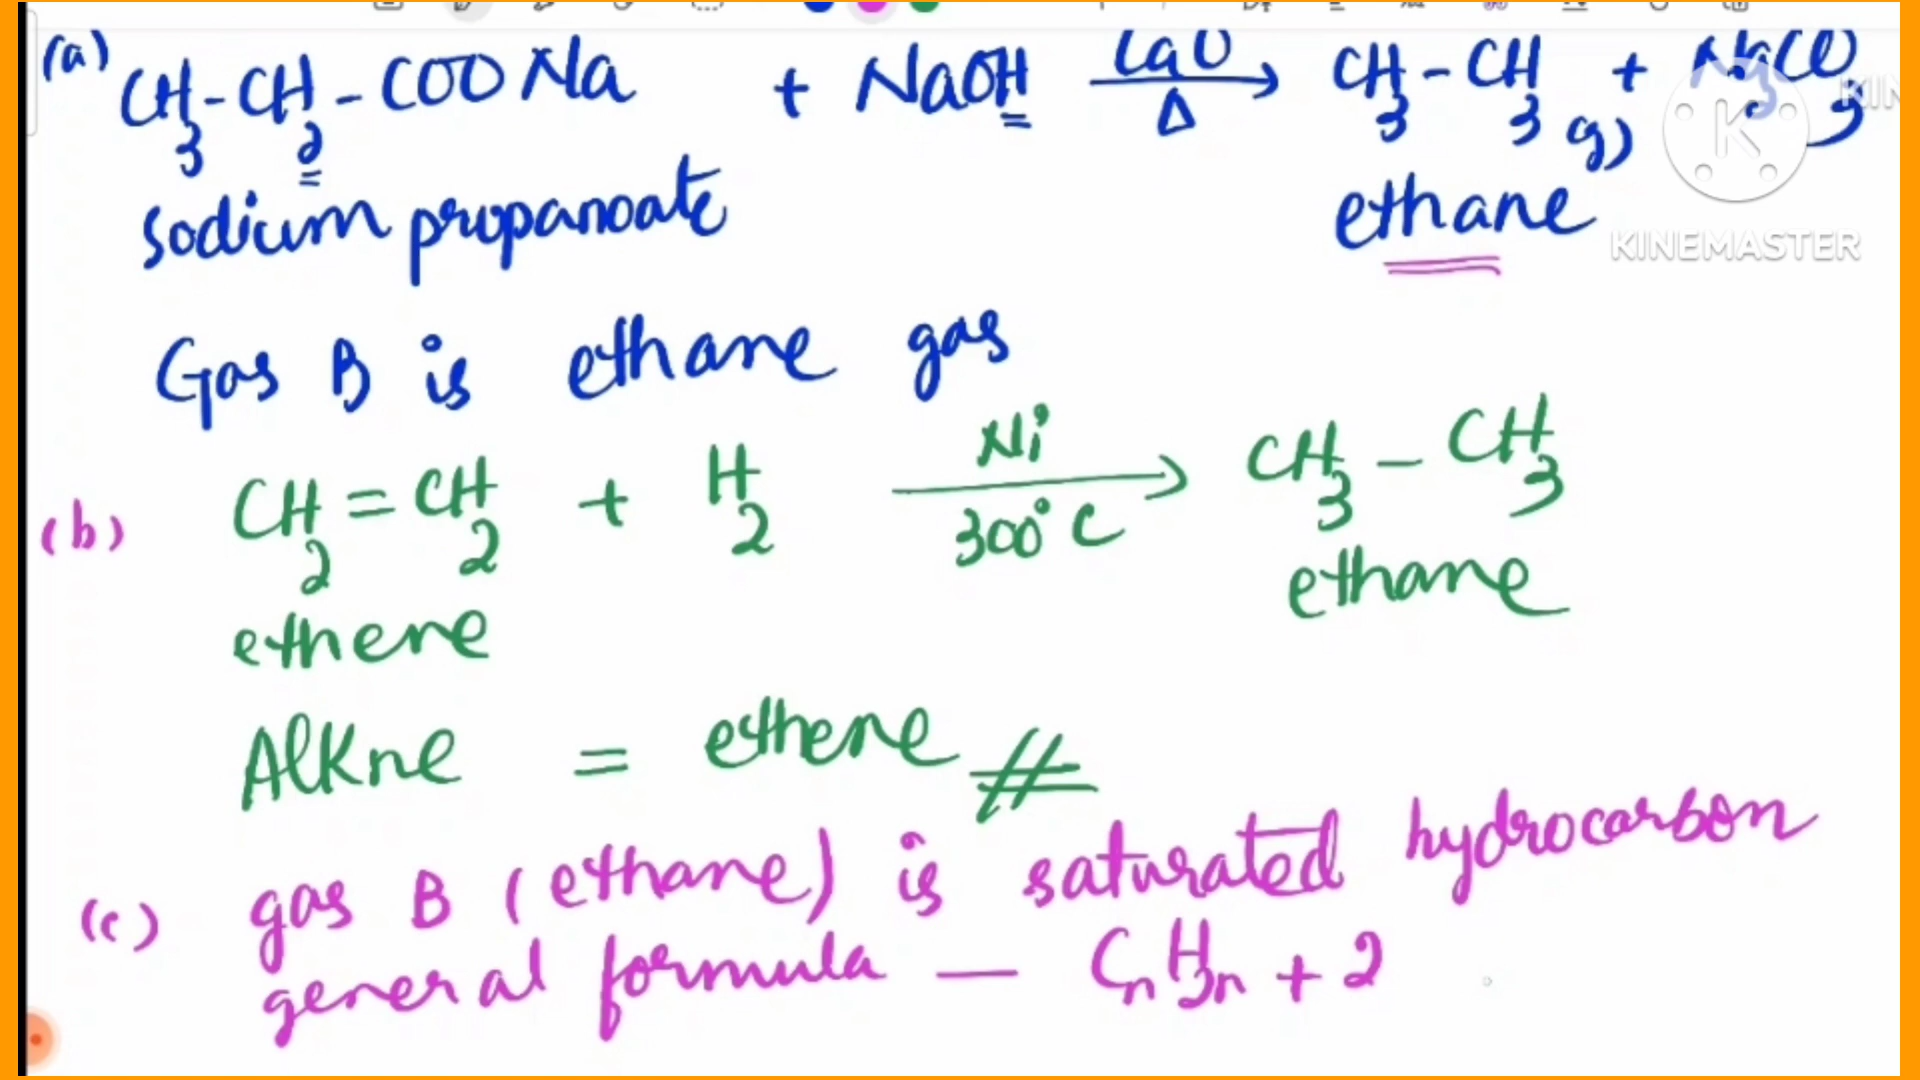 (a) CH₃-CH₂-COONa + NaOH CaO Δ → CH₃-CH₃ g) + Na₂CO₃
sodium propanoate ethane
KINEMASTER
Gas B is ethane gas
(b) CH₂=CH₂ + H₂ Ni 300°C → CH₃-CH₃
ethene ethane
Alkne = ethene
(c) gas B (ethane) is saturated hydrocarbon
general formula — CnH2n+2